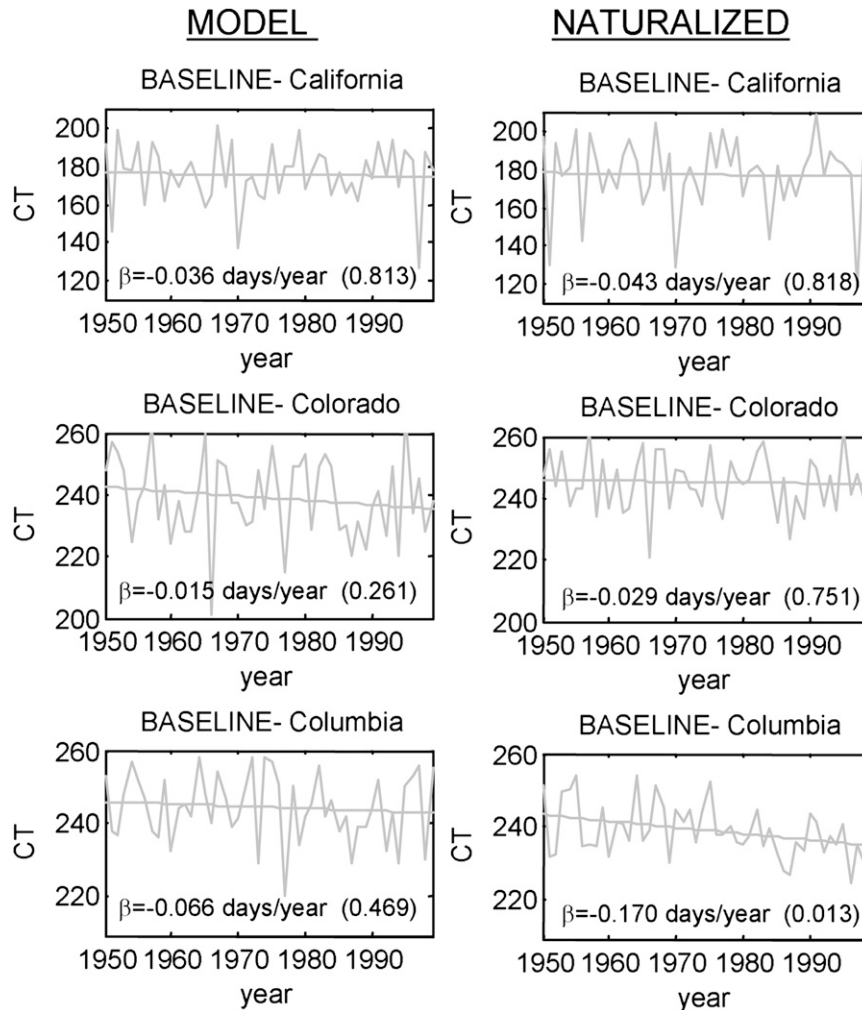 MODEL
NATURALIZED
BASELINE- California
CT
200
180
160
140
120
β=-0.036 days/year (0.813)
1950 1960 1970 1980 1990
year
BASELINE- California
CT
200
180
160
140
120
β=-0.043 days/year (0.818)
1950 1960 1970 1980 1990
year
BASELINE- Colorado
CT
260
240
220
200
β=-0.015 days/year (0.261)
1950 1960 1970 1980 1990
year
BASELINE- Colorado
CT
260
240
220
200
β=-0.029 days/year (0.751)
1950 1960 1970 1980 1990
year
BASELINE- Columbia
CT
260
240
220
β=-0.066 days/year (0.469)
1950 1960 1970 1980 1990
year
BASELINE- Columbia
CT
260
240
220
β=-0.170 days/year (0.013)
1950 1960 1970 1980 1990
year